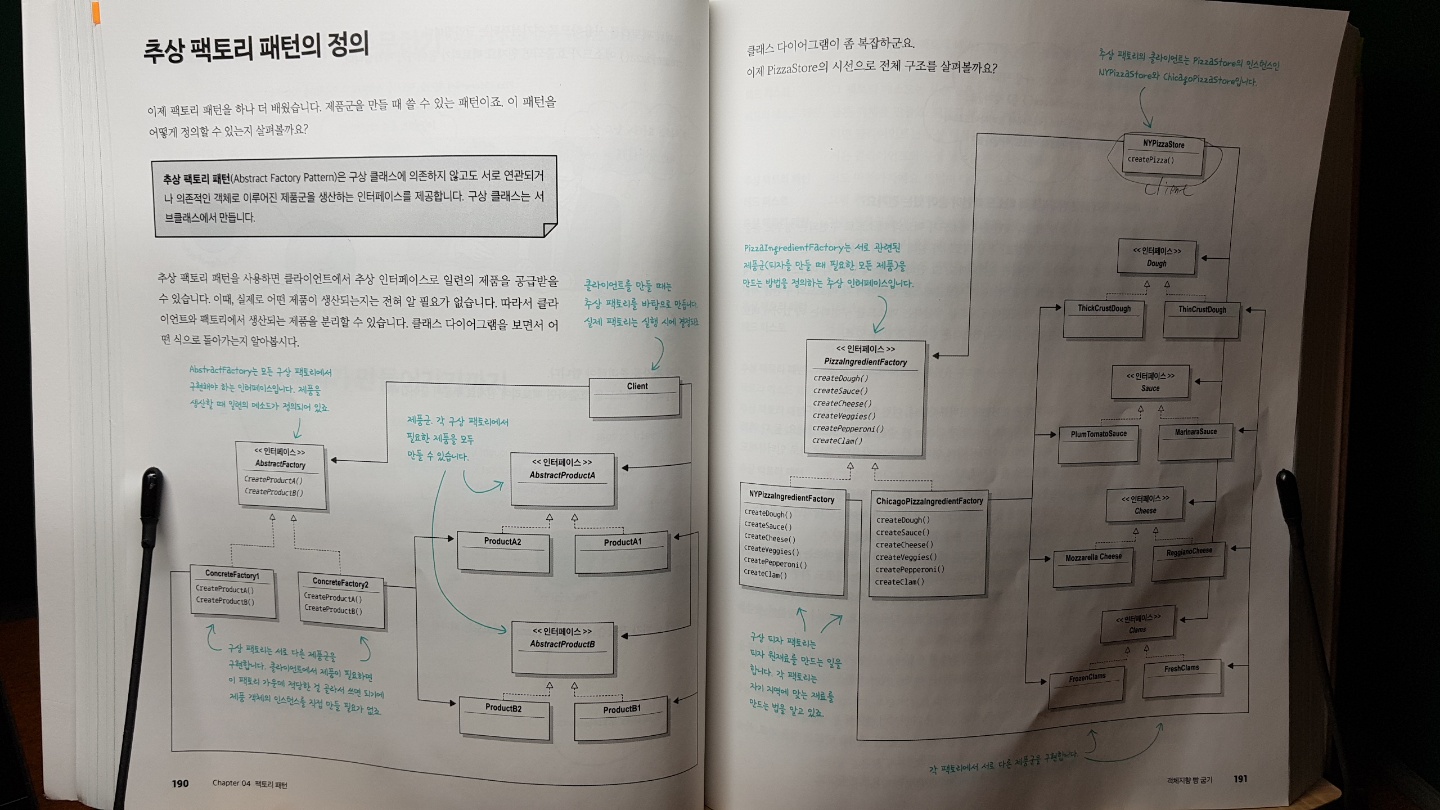 추상 팩토리 패턴의 정의
이제 팩토리 패턴을 하나 더 배웠습니다. 제품군을 만들 때 쓸 수 있는 패턴이죠. 이 패턴을
어떻게 정의할 수 있는지 살펴볼까요?
추상 팩토리 패턴(Abstract Factory Pattern)은 구상 클래스에 의존하지 않고도 서로 연관되거
나 의존적인 객체로 이루어진 제품군을 생산하는 인터페이스를 제공합니다. 구상 클래스는 서
브클래스에서 만듭니다.
추상 팩토리 패턴을 사용하면 클라이언트에서 추상 인터페이스로 일련의 제품을 공급받을
수 있습니다. 이때, 실제로 어떤 제품이 생산되는지는 전혀 알 필요가 없습니다. 따라서 클라
이언트와 팩토리에서 생산되는 제품을 분리할 수 있습니다. 클래스 다이어그램을 보면서 어
떤 식으로 돌아가는지 알아봅시다.
클라이언트를 만들 때는
추상 팩토리를 바탕으로 만듭니다.
실제 팩토리는 실행 시에
AbstractFactory는 모든 구상 팩토리에서
구현해야 하는 인터페이스입니다. 제품을
생산할 때 일련의 메소드가 정의되어 있죠.
Client
제품군. 각 구상 팩토리에서
필요한 제품을 모두
만들 수 있습니다.
<< 인터페이스 >>
AbstractFactory
CreateProductA()
CreateProductB()
<< 인터페이스 >>
AbstractProductA
ProductA2
ProductA1
ConcreteFactory1
CreateProductA()
CreateProductB()
ConcreteFactory2
CreateProductA()
CreateProductB()
<< 인터페이스 >>
AbstractProductB
ProductB2
ProductB1
구상 팩토리는 서로 다른 제품군을
구현합니다. 클라이언트에서 제품이 필요하면
이 팩토리 가운데 적당한 걸 골라서 쓰면 되기에
제품 객체의 인스턴스를 직접 만들 필요가 없죠.
190 Chapter 04 팩토리 패턴
클래스 다이어그램이 좀 복잡하군요.
이제 PizzaStore의 시선으로 전체 구조를 살펴볼까요?
추상 팩토리의 클라이언트는 PizzaStore의 인스턴스인
NYPizzaStore와 ChicagoPizzaStore입니다.
NYPizzaStore
createPizza()
client
PizzaIngredientFactory는 서로 관련된
제품군(피자를 만들 때 필요한 모든 제품)을
만드는 방법을 정의하는 추상 인터페이스입니다.
<< 인터페이스 >>
Dough
ThickCrustDough
ThinCrustDough
<< 인터페이스 >>
PizzaIngredientFactory
createDough()
createSauce()
createCheese()
createVeggies()
createPepperoni()
createClam()
<< 인터페이스 >>
Sauce
PlumTomatoSauce
MarinaraSauce
NYPizzaIngredientFactory
createDough()
createSauce()
createCheese()
createVeggies()
createPepperoni()
createClam()
ChicagoPizzaIngredientFactory
createDough()
createSauce()
createCheese()
createVeggies()
createPepperoni()
createClam()
<< 인터페이스 >>
Cheese
Mozzarella Cheese
ReggianoCheese
<< 인터페이스 >>
Clams
FrozenClams
FreshClams
구상 피자 팩토리는
피자 원재료를 만드는 일을
합니다. 각 팩토리는
자기 지역에 맞는 재료를
만드는 법을 알고 있죠.
각 팩토리에서 서로 다른 제품군을 구현합니다.
객체지향 빵 굽기 191